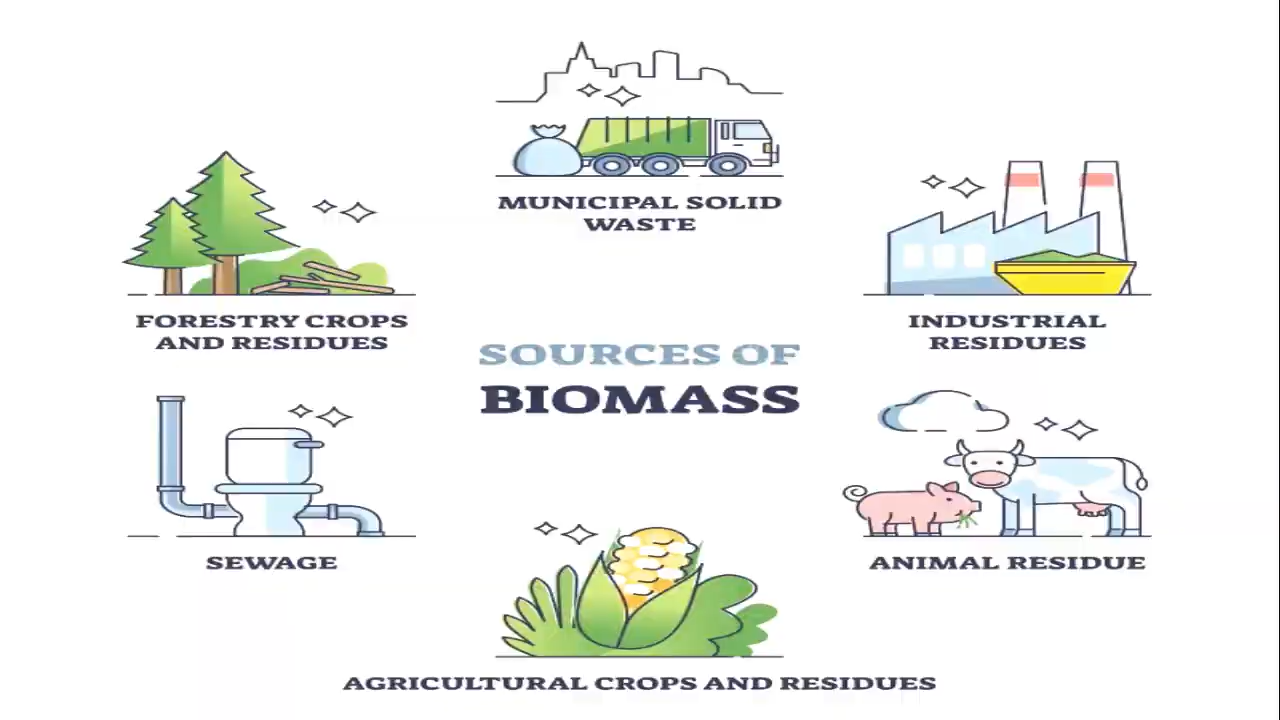 MUNICIPAL SOLID
WASTE
FORESTRY CROPS
AND RESIDUES
INDUSTRIAL
RESIDUES
SOURCES OF
BIOMASS
SEWAGE
ANIMAL RESIDUE
AGRICULTURAL CROPS AND RESIDUES